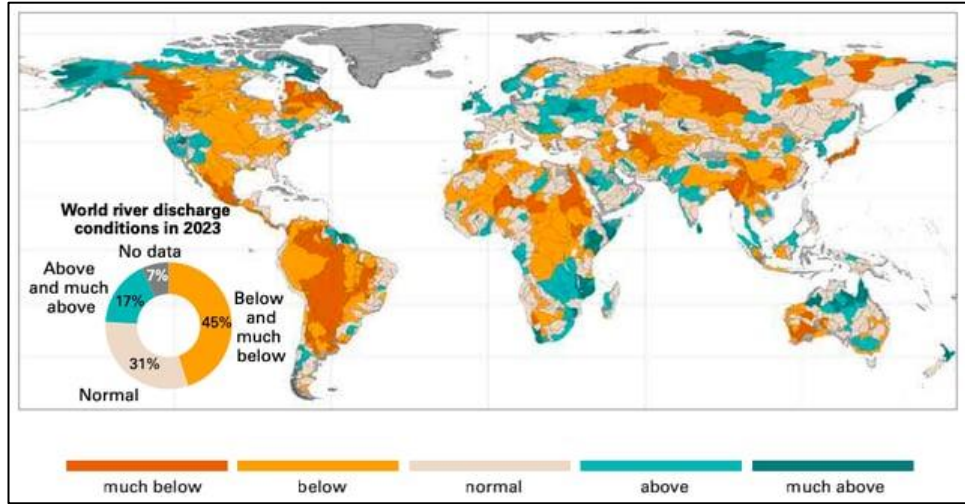 World river discharge
conditions in 2023
No data
7%
Above
and much
above
17%
Below
and
much
below
45%
31%
Normal
much below
below
normal
above
much above